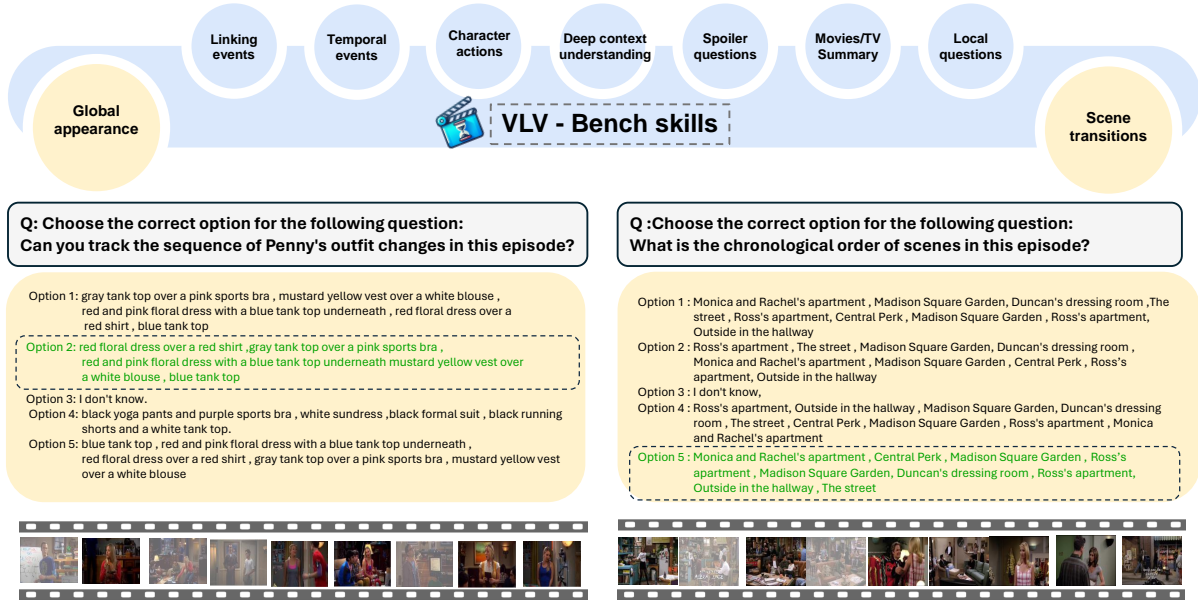 Linking
events
Temporal
events
Character
actions
Deep context
understanding
Spoiler
questions
Movies/TV
Summary
Local
questions
Global
appearance
Scene
transitions
VLV - Bench skills
Q: Choose the correct option for the following question:
Can you track the sequence of Penny's outfit changes in this episode?
Option 1: gray tank top over a pink sports bra , mustard yellow vest over a white blouse ,
red and pink floral dress with a blue tank top underneath , red floral dress over a
red shirt , blue tank top
Option 2: red floral dress over a red shirt ,gray tank top over a pink sports bra ,
red and pink floral dress with a blue tank top underneath mustard yellow vest over
a white blouse , blue tank top
Option 3: I don't know.
Option 4: black yoga pants and purple sports bra , white sundress ,black formal suit , black running
shorts and a white tank top.
Option 5: blue tank top , red and pink floral dress with a blue tank top underneath ,
red floral dress over a red shirt , gray tank top over a pink sports bra , mustard yellow vest
over a white blouse
Q :Choose the correct option for the following question:
What is the chronological order of scenes in this episode?
Option 1 : Monica and Rachel's apartment , Madison Square Garden, Duncan's dressing room ,The
street , Ross's apartment, Central Perk , Madison Square Garden , Ross's apartment,
Outside in the hallway
Option 2 : Ross's apartment , The street , Madison Square Garden, Duncan's dressing room ,
Monica and Rachel's apartment , Madison Square Garden , Central Perk , Ross's
apartment, Outside in the hallway
Option 3 : I don't know,
Option 4 : Ross's apartment, Outside in the hallway , Madison Square Garden, Duncan's dressing
room , The street , Central Perk , Madison Square Garden , Ross's apartment , Monica
and Rachel's apartment
Option 5 : Monica and Rachel's apartment , Central Perk , Madison Square Garden , Ross's
apartment , Madison Square Garden, Duncan's dressing room , Ross's apartment,
Outside in the hallway , The street